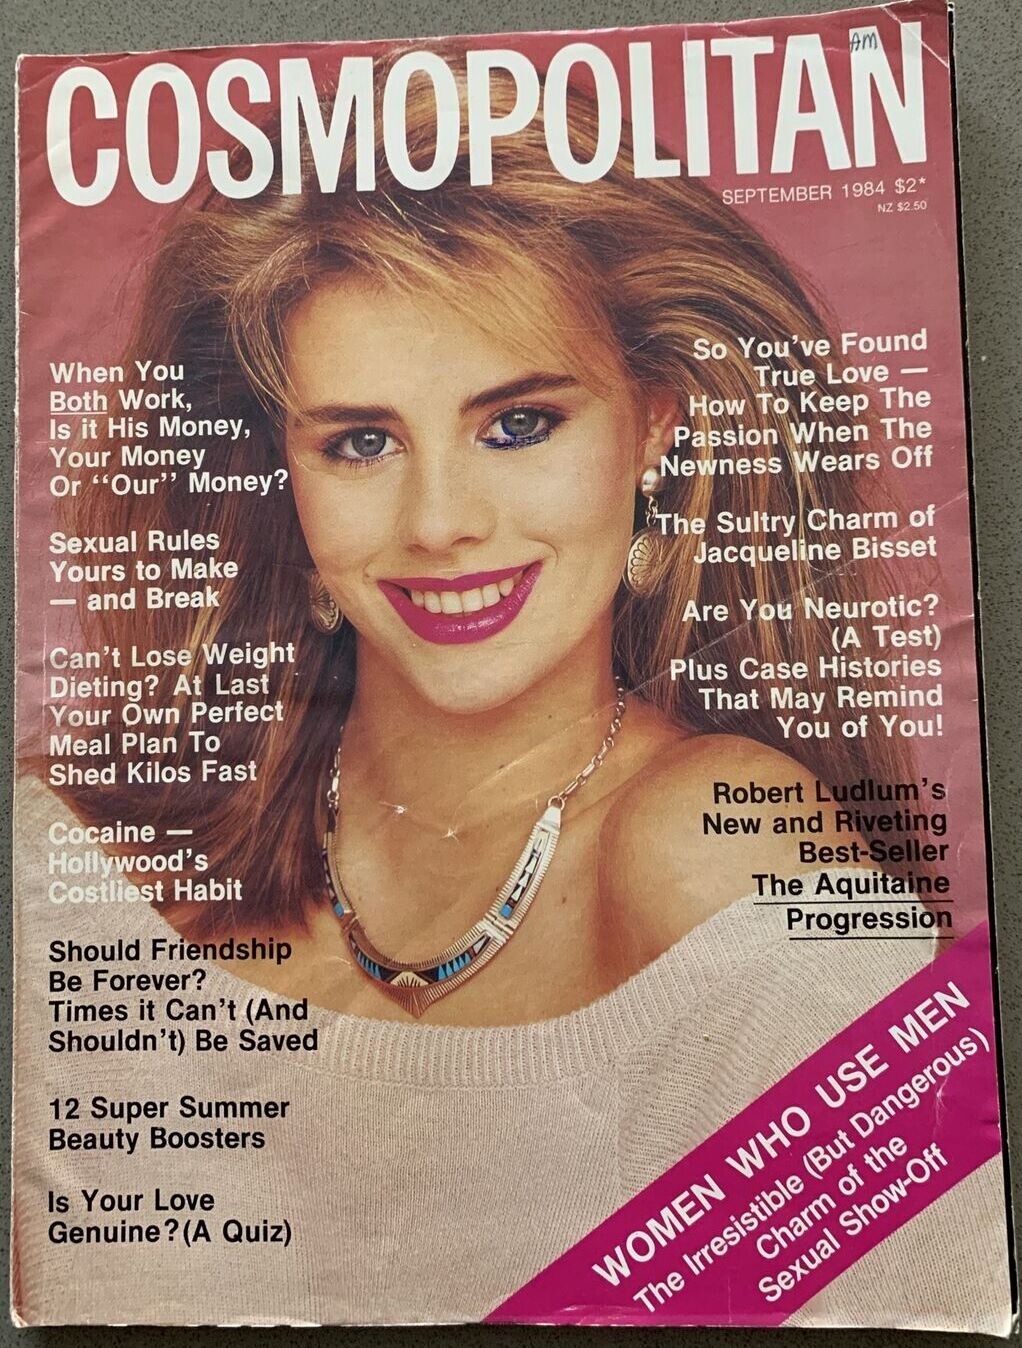 COSMOPOLITAN
AM
SEPTEMBER 1984 $2*
NZ $2.50
When You
Both Work,
Is it His Money,
Your Money
Or “Our” Money?
Sexual Rules
Yours to Make
— and Break
Can't Lose Weight
Dieting? At Last
Your Own Perfect
Meal Plan To
Shed Kilos Fast
Cocaine —
Hollywood's
Costliest Habit
Should Friendship
Be Forever?
Times it Can't (And
Shouldn't) Be Saved
12 Super Summer
Beauty Boosters
Is Your Love
Genuine? (A Quiz)
So You've Found
True Love —
How To Keep The
Passion When The
Newness Wears Off
The Sultry Charm of
Jacqueline Bisset
Are You Neurotic?
(A Test)
Plus Case Histories
That May Remind
You of You!
Robert Ludlum's
New and Riveting
Best-Seller
The Aquitaine
Progression
WOMEN WHO USE MEN
The Irresistible (But Dangerous)
Charm of the
Sexual Show-Off